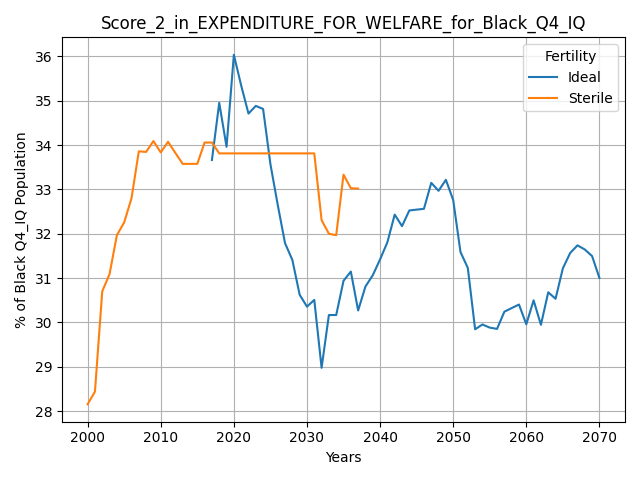 Score_2_in_EXPENDITURE_FOR_WELFARE_for_Black_Q4_IQ
Fertility
Ideal
Sterile
% of Black Q4_IQ Population
36
35
34
33
32
31
30
29
28
2000 2010 2020 2030 2040 2050 2060 2070
Years